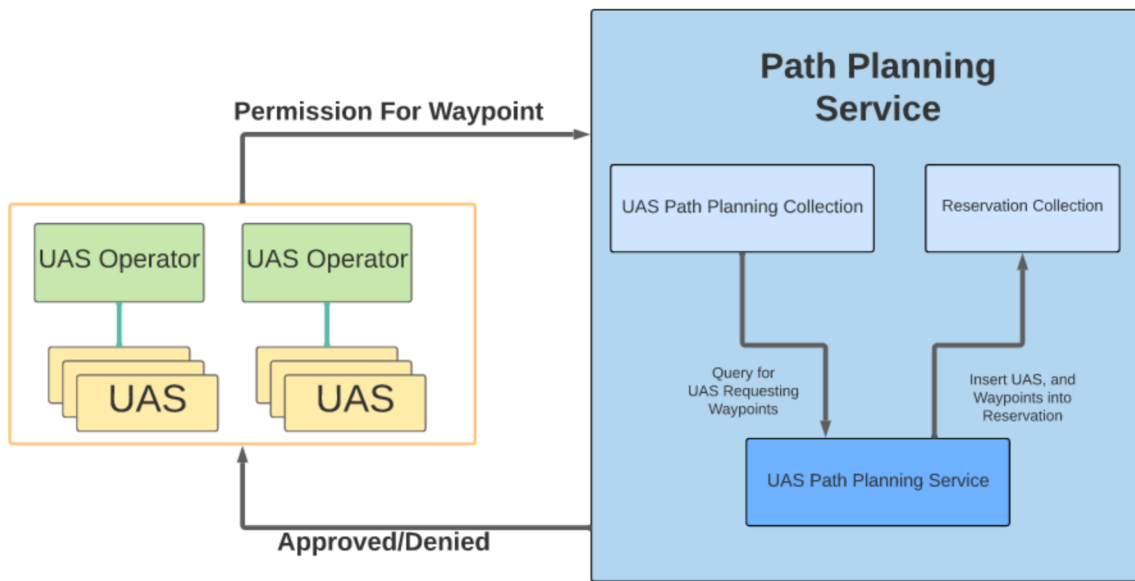 Path Planning
Service
Permission For Waypoint
UAS Path Planning Collection
Reservation Collection
UAS Operator
UAS Operator
UAS
UAS
Query for
UAS Requesting
Waypoints
Insert UAS, and
Waypoints into
Reservation
UAS Path Planning Service
Approved/Denied